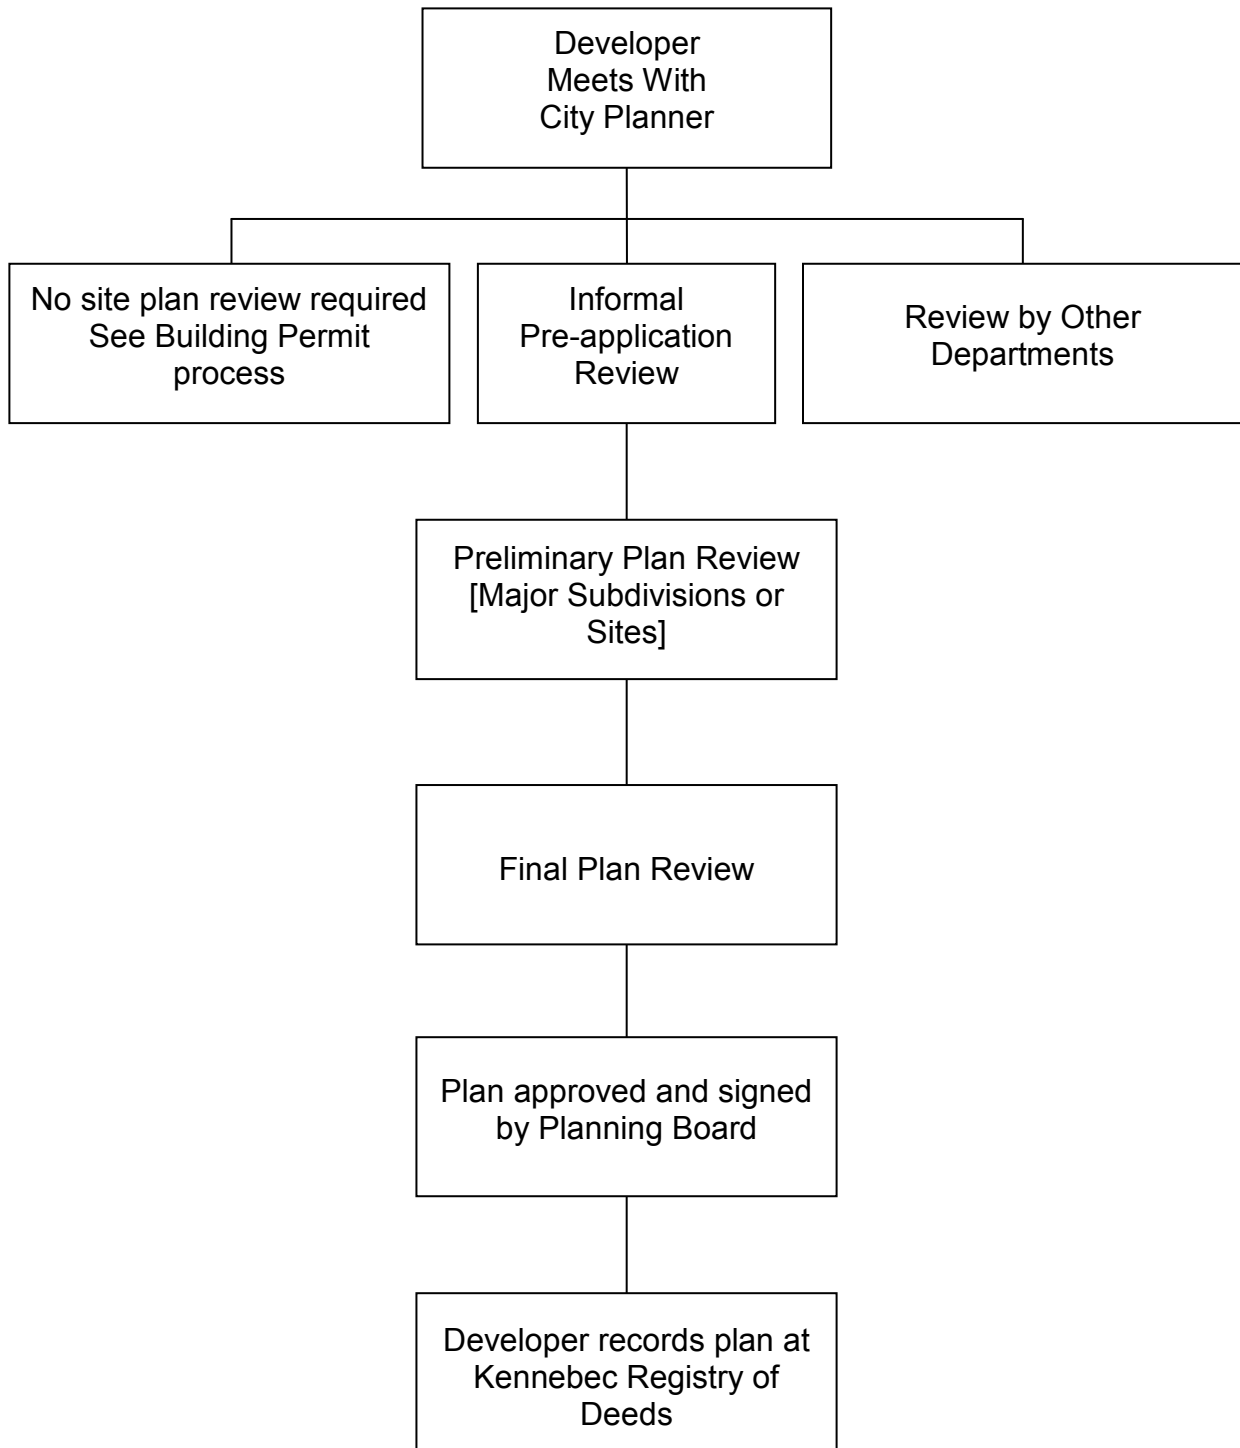 Developer
Meets With
City Planner
No site plan review required
See Building Permit
process
Informal
Pre-application
Review
Review by Other
Departments
Preliminary Plan Review
[Major Subdivisions or
Sites]
Final Plan Review
Plan approved and signed
by Planning Board
Developer records plan at
Kennebec Registry of
Deeds